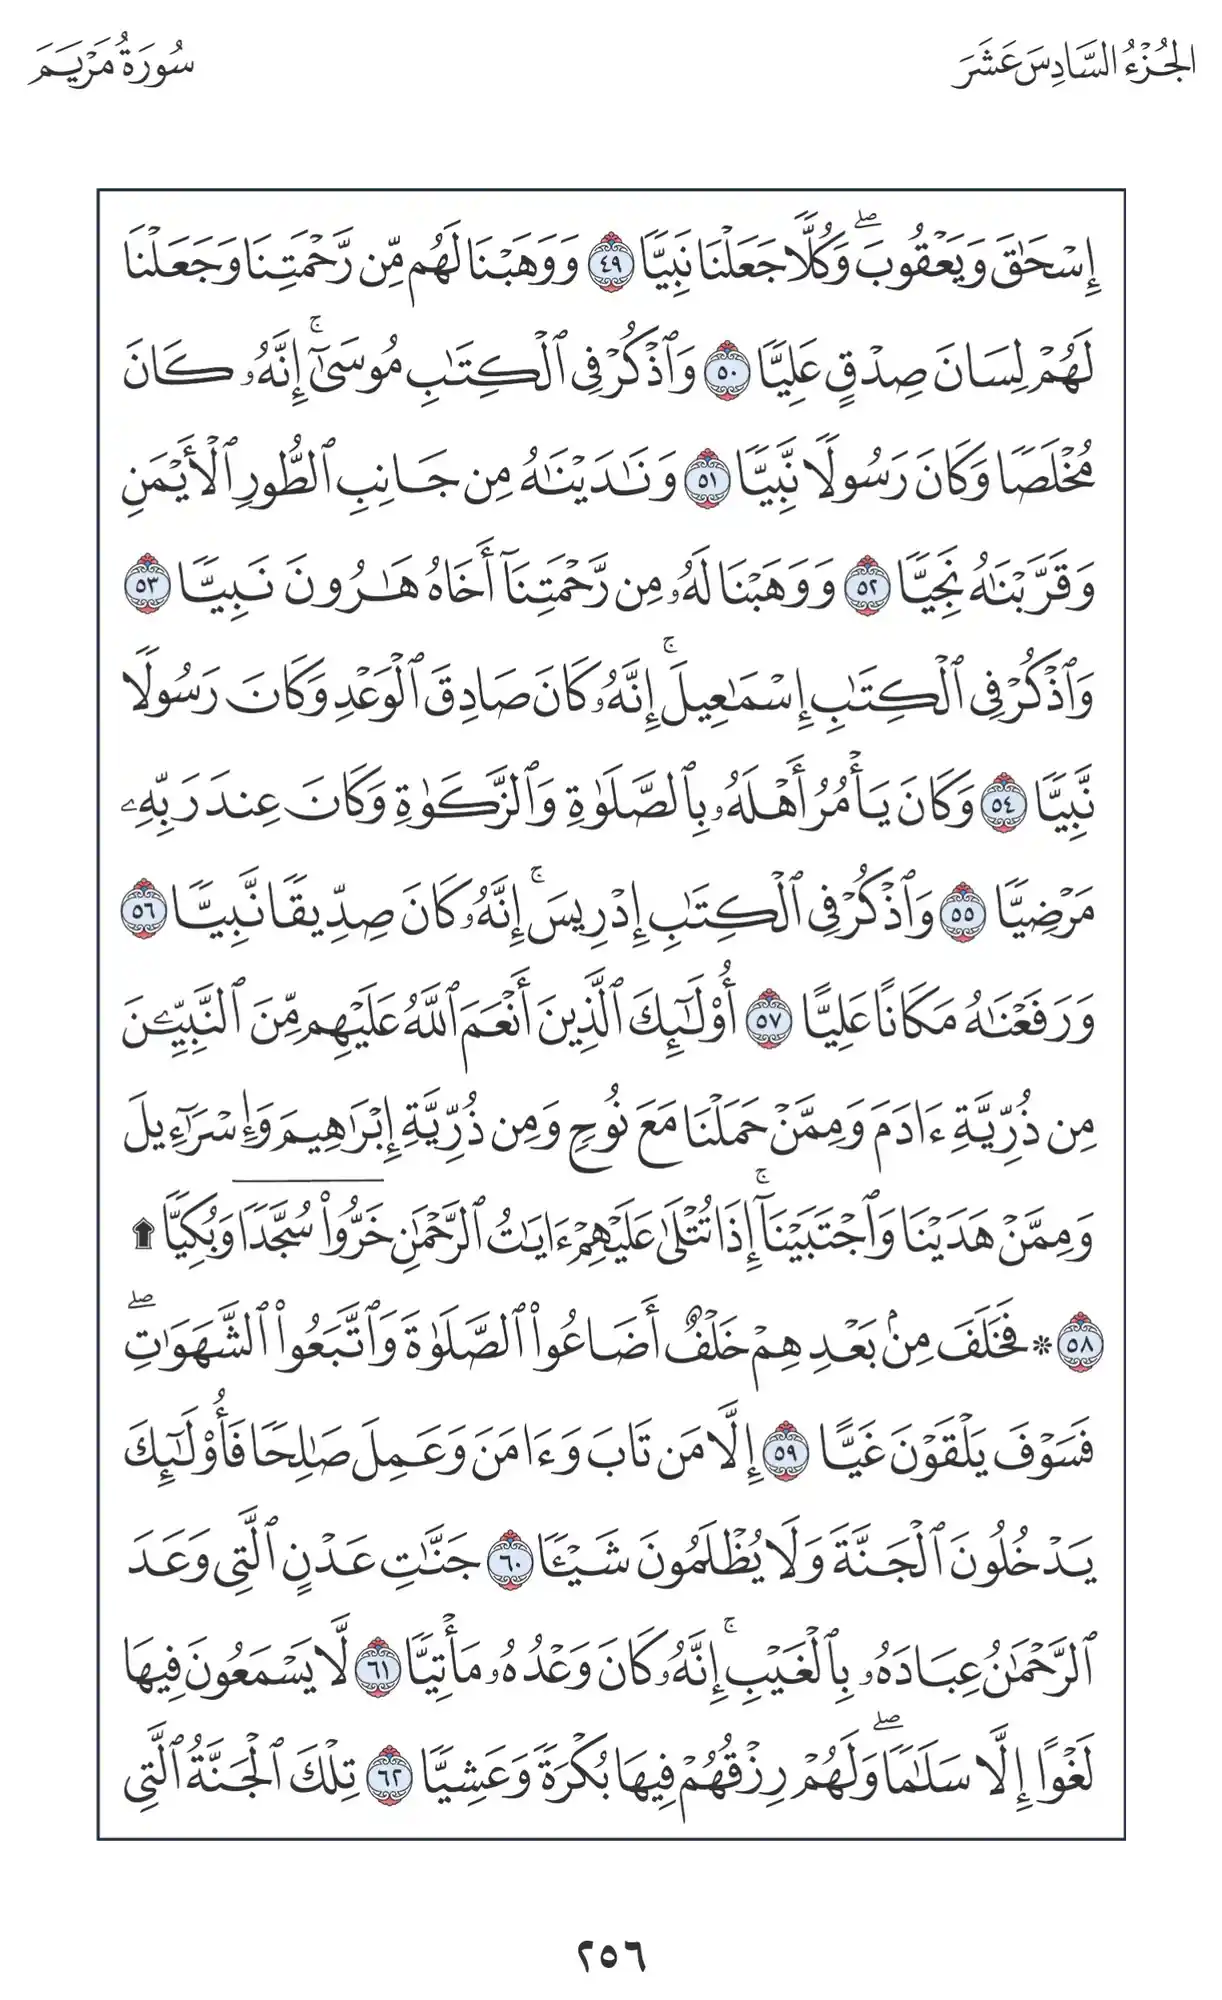 الجُزْءُ السَّادِسَ عَشَرَ
سُورَةُ مَرْيَمَ
إِسْحَٰقَ وَيَعْقُوبَۖ وَكُلًّا جَعَلْنَا نَبِيًّا ٤٩ وَوَهَبْنَا لَهُم مِّن رَّحْمَتِنَا وَجَعَلْنَا
لَهُمْ لِسَانَ صِدْقٍ عَلِيًّا ٥٠ وَٱذْكُرْ فِى ٱلْكِتَٰبِ مُوسَىٰٓۚ إِنَّهُۥ كَانَ
مُخْلَصًا وَكَانَ رَسُولًا نَّبِيًّا ٥١ وَنَٰدَيْنَٰهُ مِن جَانِبِ ٱلطُّورِ ٱلْأَيْمَنِ
وَقَرَّبْنَٰهُ نَجِيًّا ٥٢ وَوَهَبْنَا لَهُۥ مِن رَّحْمَتِنَآ أَخَاهُ هَٰرُونَ نَبِيًّا ٥٣
وَٱذْكُرْ فِى ٱلْكِتَٰبِ إِسْمَٰعِيلَۚ إِنَّهُۥ كَانَ صَادِقَ ٱلْوَعْدِ وَكَانَ رَسُولًا
نَّبِيًّا ٥٤ وَكَانَ يَأْمُرُ أَهْلَهُۥ بِٱلصَّلَوٰةِ وَٱلزَّكَوٰةِ وَكَانَ عِندَ رَبِّهِۦ
مَرْضِيًّا ٥٥ وَٱذْكُرْ فِى ٱلْكِتَٰبِ إِدْرِيسَۚ إِنَّهُۥ كَانَ صِدِّيقًا نَّبِيًّا ٥٦
وَرَفَعْنَٰهُ مَكَانًا عَلِيًّا ٥٧ أُو۟لَٰٓئِكَ ٱلَّذِينَ أَنْعَمَ ٱللَّهُ عَلَيْهِم مِّنَ ٱلنَّبِيِّۦنَ
مِن ذُرِّيَّةِ ءَادَمَ وَمِمَّنْ حَمَلْنَا مَعَ نُوحٍ وَمِن ذُرِّيَّةِ إِبْرَٰهِيمَ وَإِسْرَٰٓءِيلَ
وَمِمَّنْ هَدَيْنَا وَٱجْتَبَيْنَآۚ إِذَا تُتْلَىٰ عَلَيْهِمْ ءَايَٰتُ ٱلرَّحْمَٰنِ خَرُّوا۟ سُجَّدًا وَبُكِيًّا ۩
٥٨ * فَخَلَفَ مِنۢ بَعْدِهِمْ خَلْفٌ أَضَاعُوا۟ ٱلصَّلَوٰةَ وَٱتَّبَعُوا۟ ٱلشَّهَوَٰتِۖ
فَسَوْفَ يَلْقَوْنَ غَيًّا ٥٩ إِلَّا مَن تَابَ وَءَامَنَ وَعَمِلَ صَٰلِحًا فَأُو۟لَٰٓئِكَ
يَدْخُلُونَ ٱلْجَنَّةَ وَلَا يُظْلَمُونَ شَيْـًٔا ٦٠ جَنَّٰتِ عَدْنٍ ٱلَّتِى وَعَدَ
ٱلرَّحْمَٰنُ عِبَادَهُۥ بِٱلْغَيْبِۚ إِنَّهُۥ كَانَ وَعْدُهُۥ مَأْتِيًّا ٦١ لَّا يَسْمَعُونَ فِيهَا
لَغْوًا إِلَّا سَلَٰمًاۖ وَلَهُمْ رِزْقُهُمْ فِيهَا بُكْرَةً وَعَشِيًّا ٦٢ تِلْكَ ٱلْجَنَّةُ ٱلَّتِى
٢٥٦